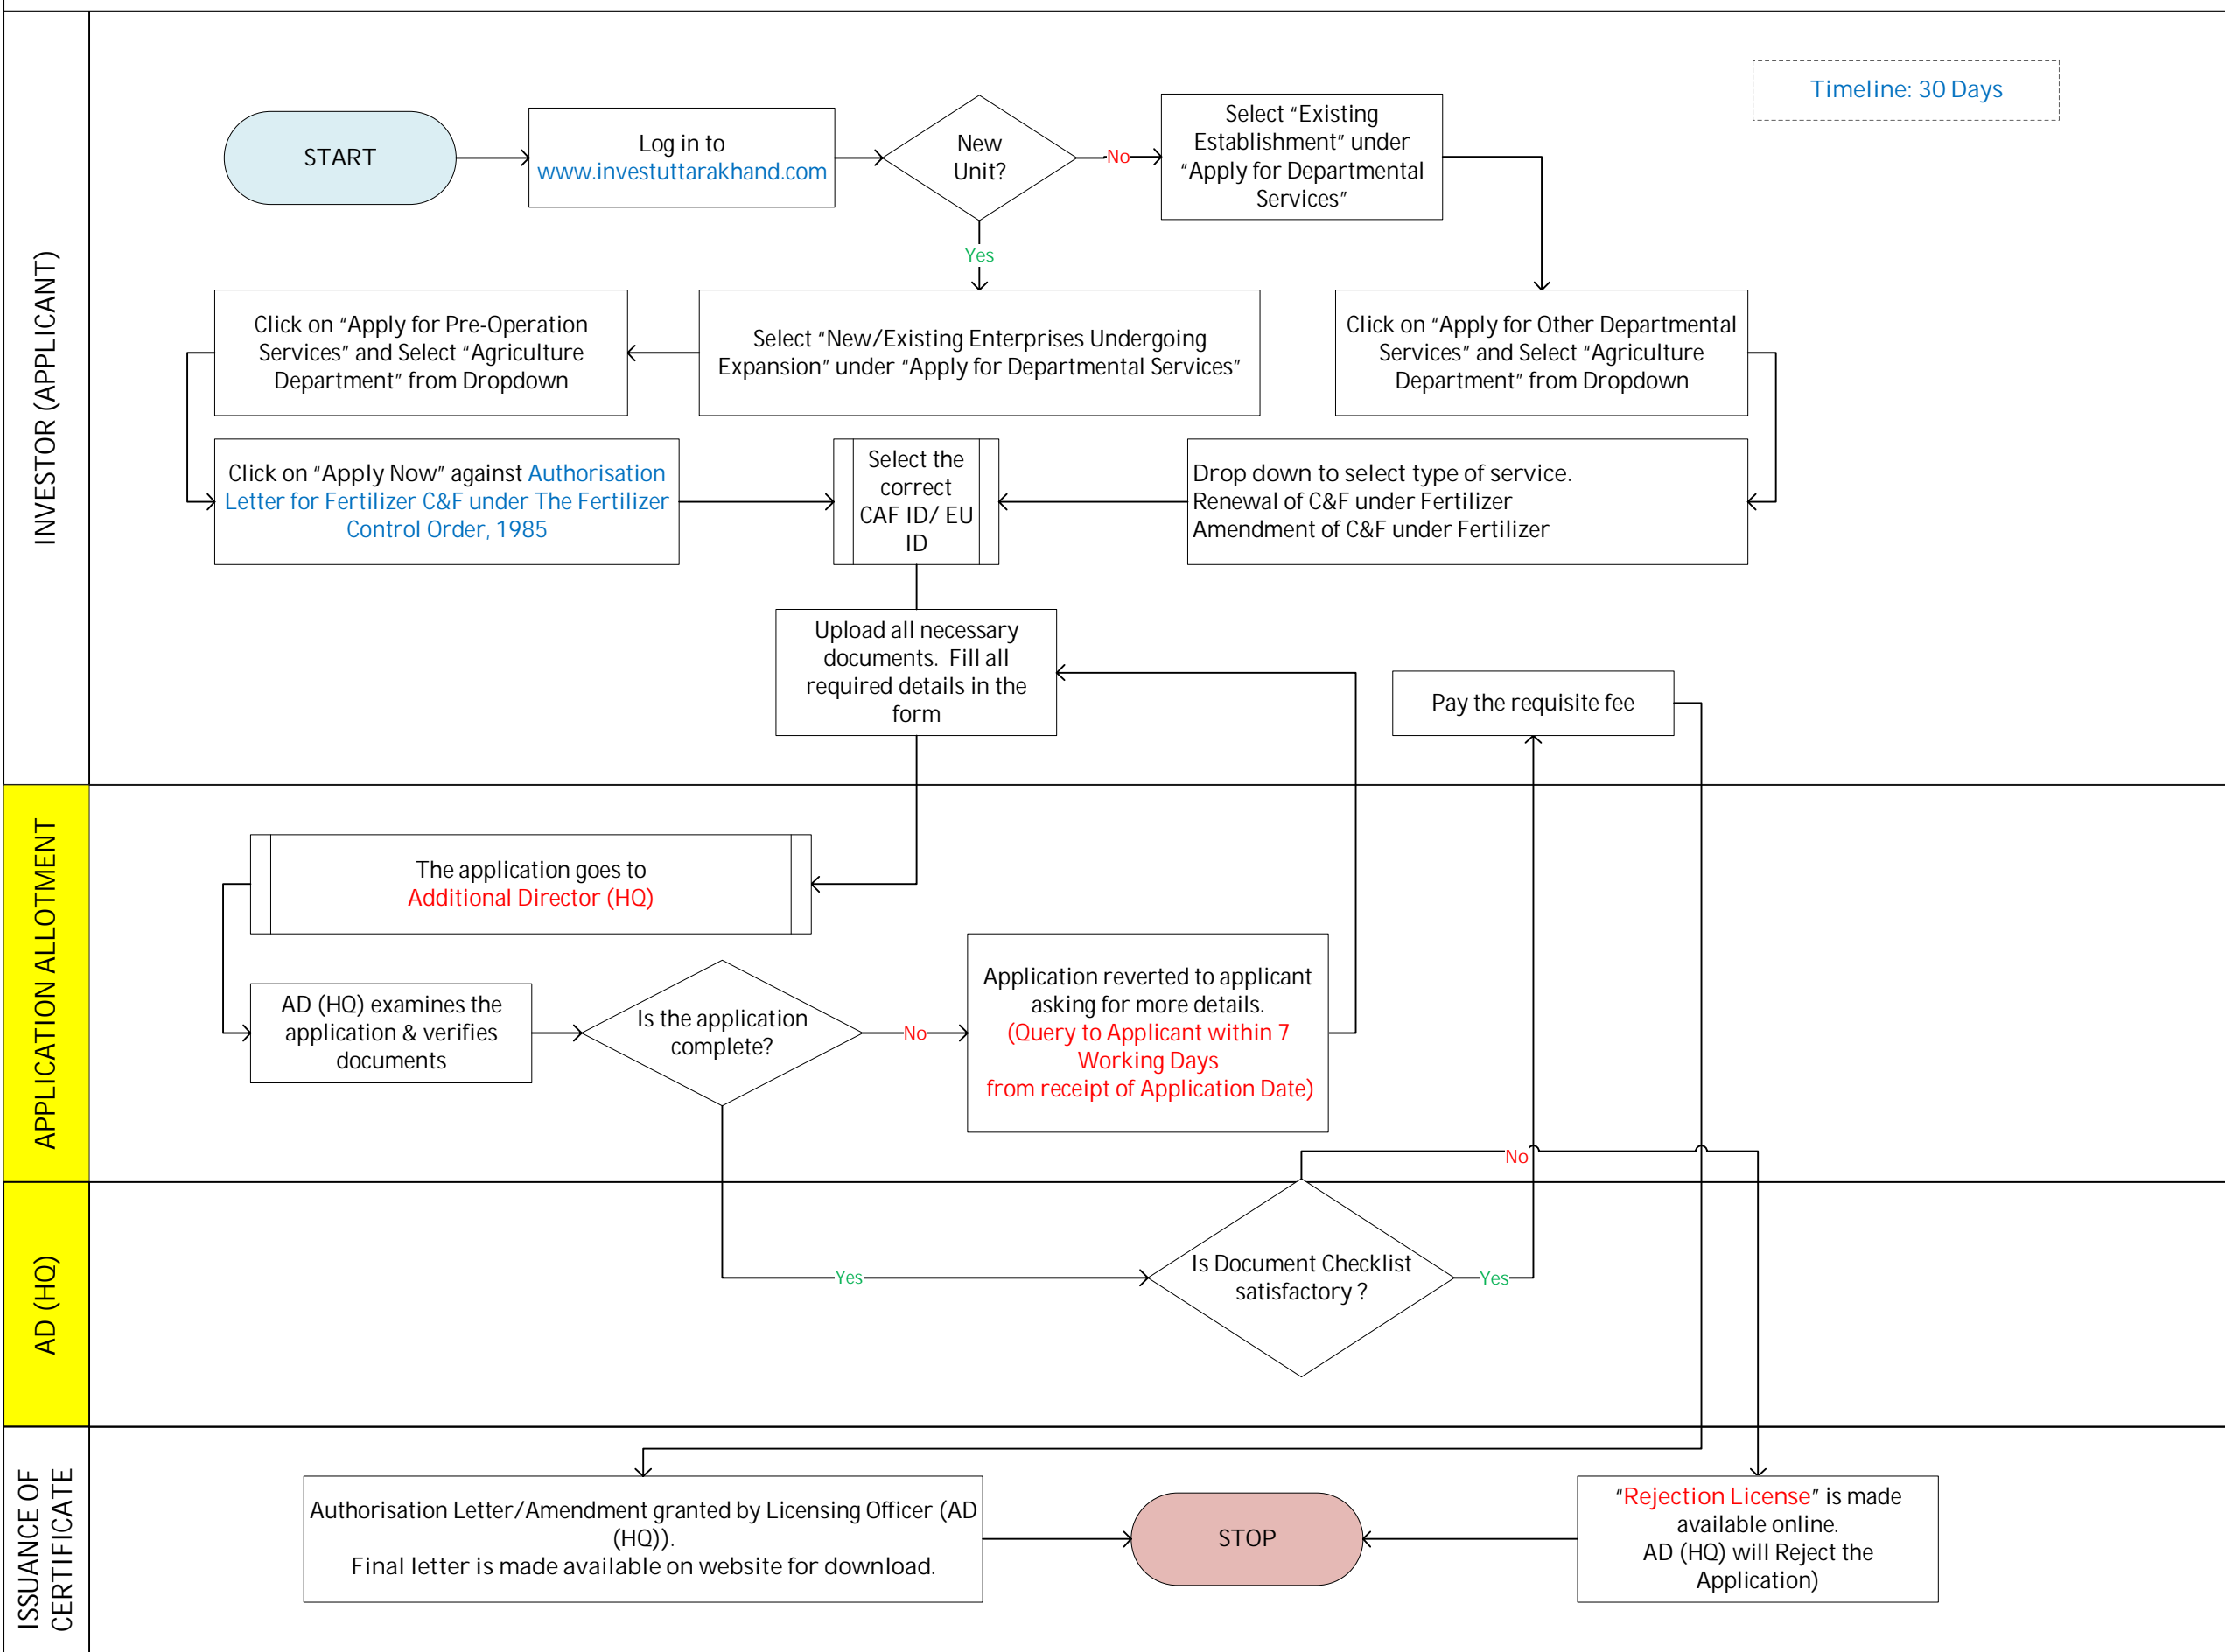 INVESTOR (APPLICANT)
Timeline: 30 Days
START
Log in to
www.investuttarakhand.com
New
Unit?
No
Select “Existing
Establishment” under
“Apply for Departmental
Services”
Yes
Click on “Apply for Pre-Operation
Services” and Select “Agriculture
Department” from Dropdown
Select “New/Existing Enterprises Undergoing
Expansion” under “Apply for Departmental Services”
Click on “Apply for Other Departmental
Services” and Select “Agriculture
Department” from Dropdown
Click on “Apply Now” against Authorisation
Letter for Fertilizer C&F under The Fertilizer
Control Order, 1985
Select the
correct
CAF ID/ EU
ID
Drop down to select type of service.
Renewal of C&F under Fertilizer
Amendment of C&F under Fertilizer
Upload all necessary
documents. Fill all
required details in the
form
Pay the requisite fee
APPLICATION ALLOTMENT
The application goes to
Additional Director (HQ)
AD (HQ) examines the
application & verifies
documents
Is the application
complete?
No
Application reverted to applicant
asking for more details.
(Query to Applicant within 7
Working Days
from receipt of Application Date)
No
AD (HQ)
Yes
Is Document Checklist
satisfactory ?
Yes
ISSUANCE OF
CERTIFICATE
Authorisation Letter/Amendment granted by Licensing Officer (AD
(HQ)).
Final letter is made available on website for download.
STOP
“Rejection License” is made
available online.
AD (HQ) will Reject the
Application)